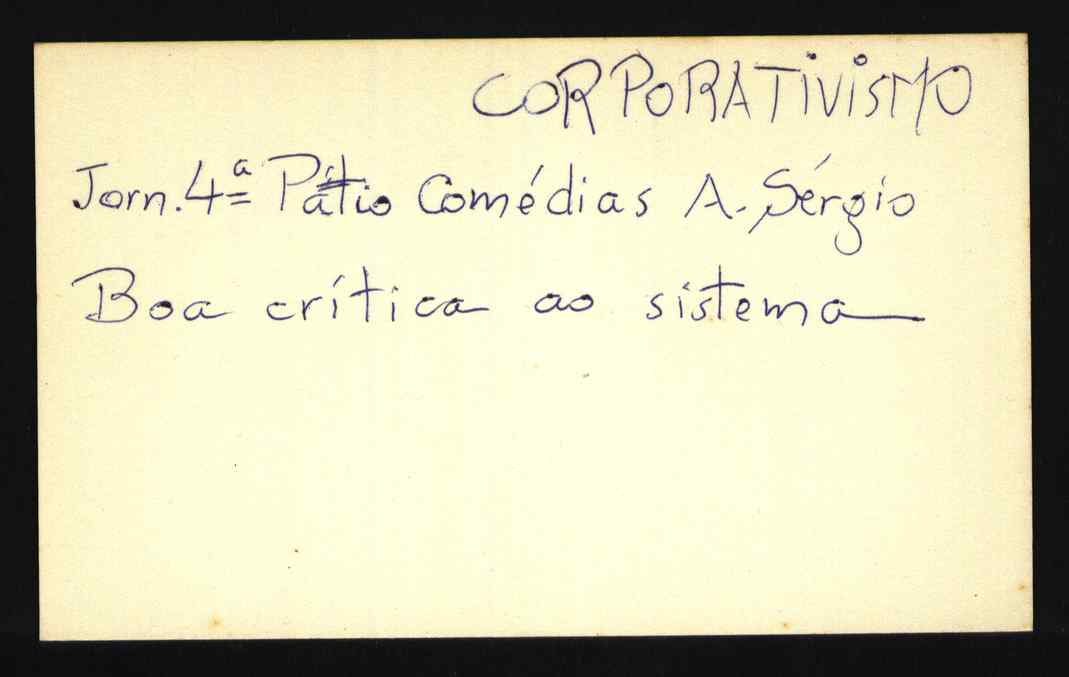 CORPORATIVISMO
Jorn. 4ª Pátio Comédias A. Sérgio
Boa crítica ao sistema